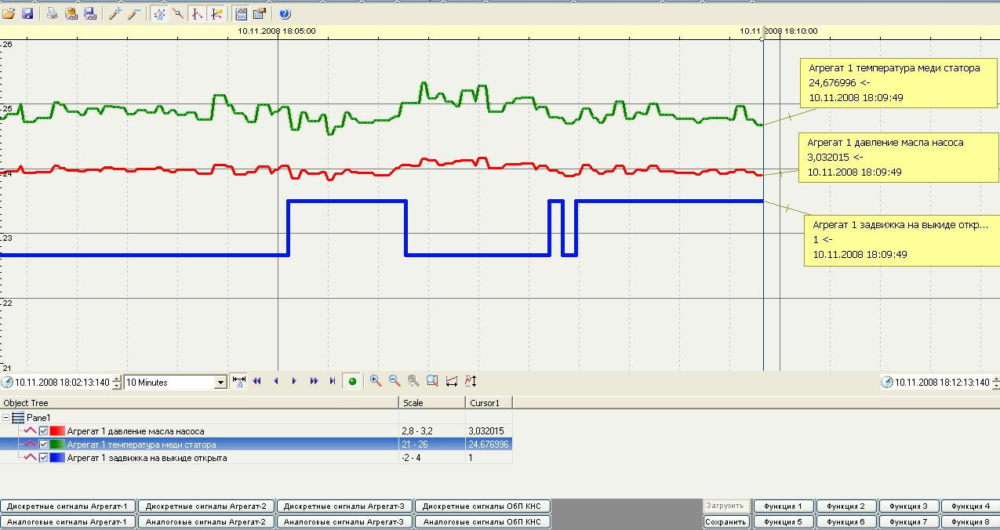 10.11.2008 18:05:00
10.11.2008 18:10:00
26
25
24
23
22
21
Агрегат 1 температура меди статора
24,676996 <-
10.11.2008 18:09:49
Агрегат 1 давление масла насоса
3,032015 <-
10.11.2008 18:09:49
Агрегат 1 задвижка на выкиде откр...
1 <-
10.11.2008 18:09:49
10.11.2008 18:02:13:140 10 Minutes 10.11.2008 18:12:13:140
Object Tree Scale Cursor1
Pane1
Агрегат 1 давление масла насоса 2,8 - 3,2 3,032015
Агрегат 1 температура меди статора 21 - 26 24,676996
Агрегат 1 задвижка на выкиде открыта -2 - 4 1
Дискретные сигналы Агрегат-1 Дискретные сигналы Агрегат-2 Дискретные сигналы Агрегат-3 Дискретные сигналы ОбП КНС Загрузить Функция 1 Функция 2 Функция 3 Функция 4
Аналоговые сигналы Агрегат-1 Аналоговые сигналы Агрегат-2 Аналоговые сигналы Агрегат-3 Аналоговые сигналы ОбП КНС Сохранить Функция 5 Функция 6 Функция 7 Функция 8